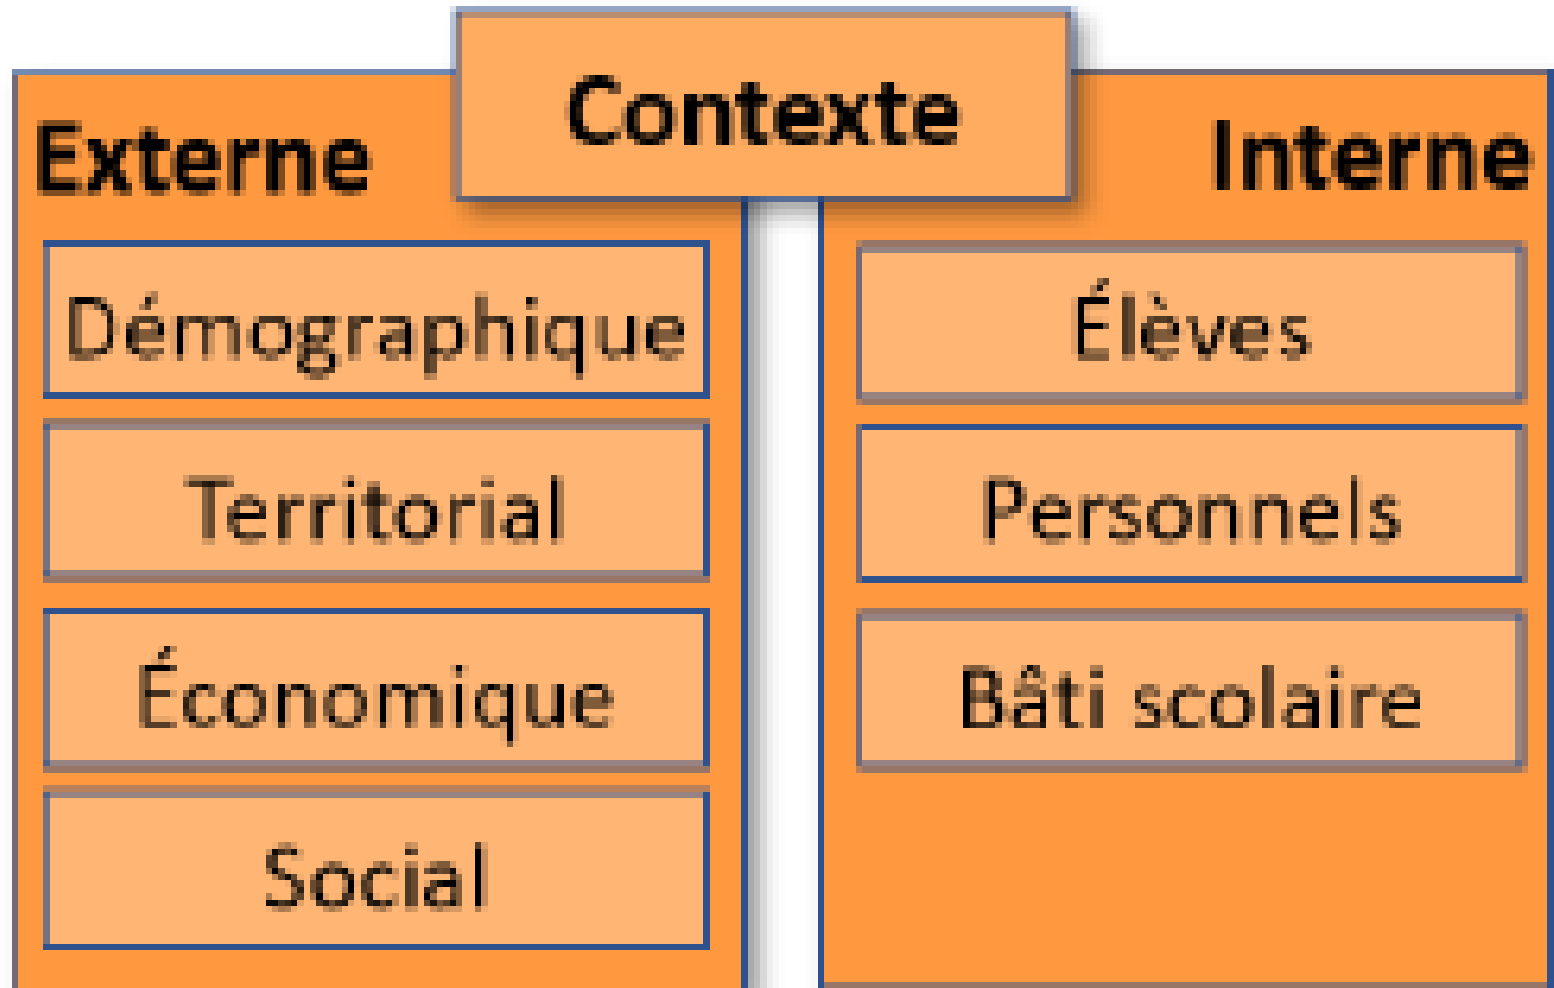 Contexte
Externe
Démographique
Territorial
Économique
Social
Interne
Élèves
Personnels
Bâti scolaire